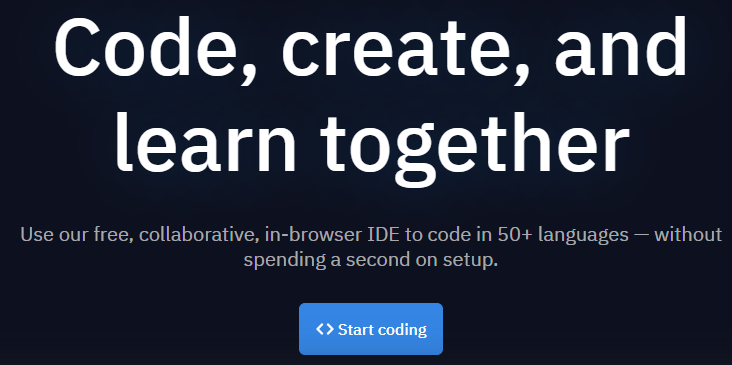 Code, create, and
learn together
Use our free, collaborative, in-browser IDE to code in 50+ languages — without
spending a second on setup.
<> Start coding